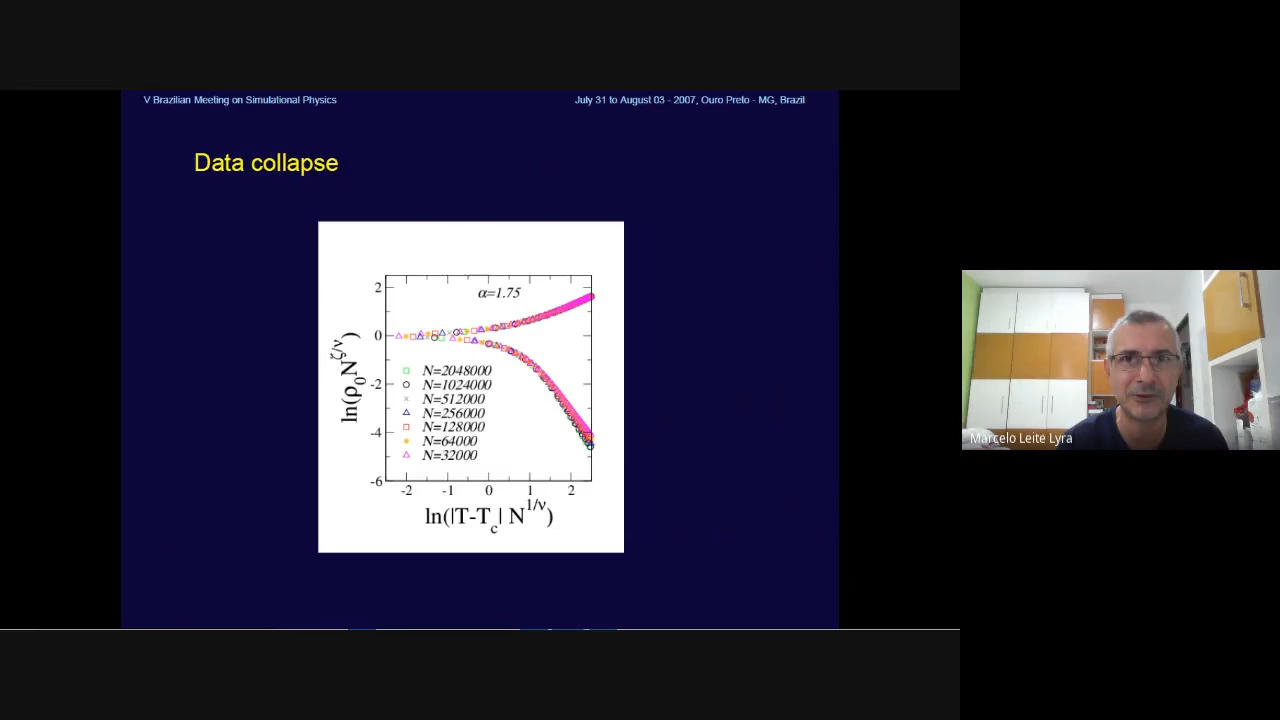 V Brazilian Meeting on Simulational Physics
July 31 to August 03 - 2007, Ouro Preto - MG, Brazil
Data collapse
α=1.75
2
0
-2
-4
-6
ln(ρ₀N^ζ/ν)
N=2048000
N=1024000
N=512000
N=256000
N=128000
N=64000
N=32000
-2 -1 0 1 2
ln(|T-T_c| N^1/ν)
Marcelo Leite Lyra